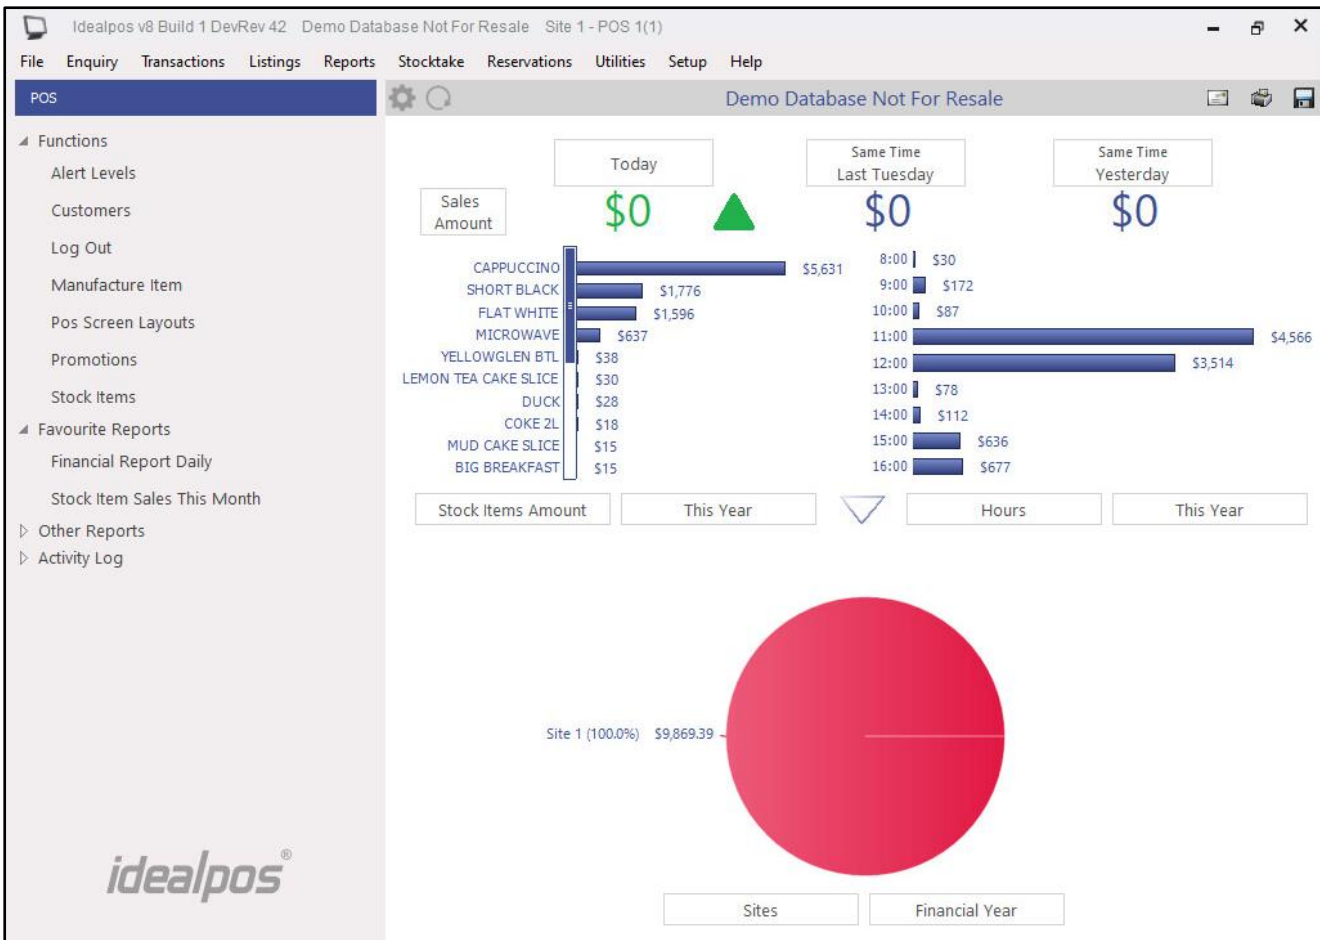 Idealpos v8 Build 1 DevRev 42   Demo Database Not For Resale   Site 1 - POS 1(1)
File   Enquiry   Transactions   Listings   Reports   Stocktake   Reservations   Utilities   Setup   Help
POS
Demo Database Not For Resale
Functions
Alert Levels
Customers
Log Out
Manufacture Item
Pos Screen Layouts
Promotions
Stock Items
Favourite Reports
Financial Report Daily
Stock Item Sales This Month
Other Reports
Activity Log
idealpos®
Today
Same Time
Last Tuesday
Same Time
Yesterday
Sales
Amount
$0
$0
$0
CAPPUCCINO $5,631
SHORT BLACK $1,776
FLAT WHITE $1,596
MICROWAVE $637
YELLOWGLEN BTL $38
LEMON TEA CAKE SLICE $30
DUCK $28
COKE 2L $18
MUD CAKE SLICE $15
BIG BREAKFAST $15
8:00 $30
9:00 $172
10:00 $87
11:00 $4,566
12:00 $3,514
13:00 $78
14:00 $112
15:00 $636
16:00 $677
Stock Items Amount   This Year   Hours   This Year
Site 1 (100.0%)   $9,869.39
Sites   Financial Year